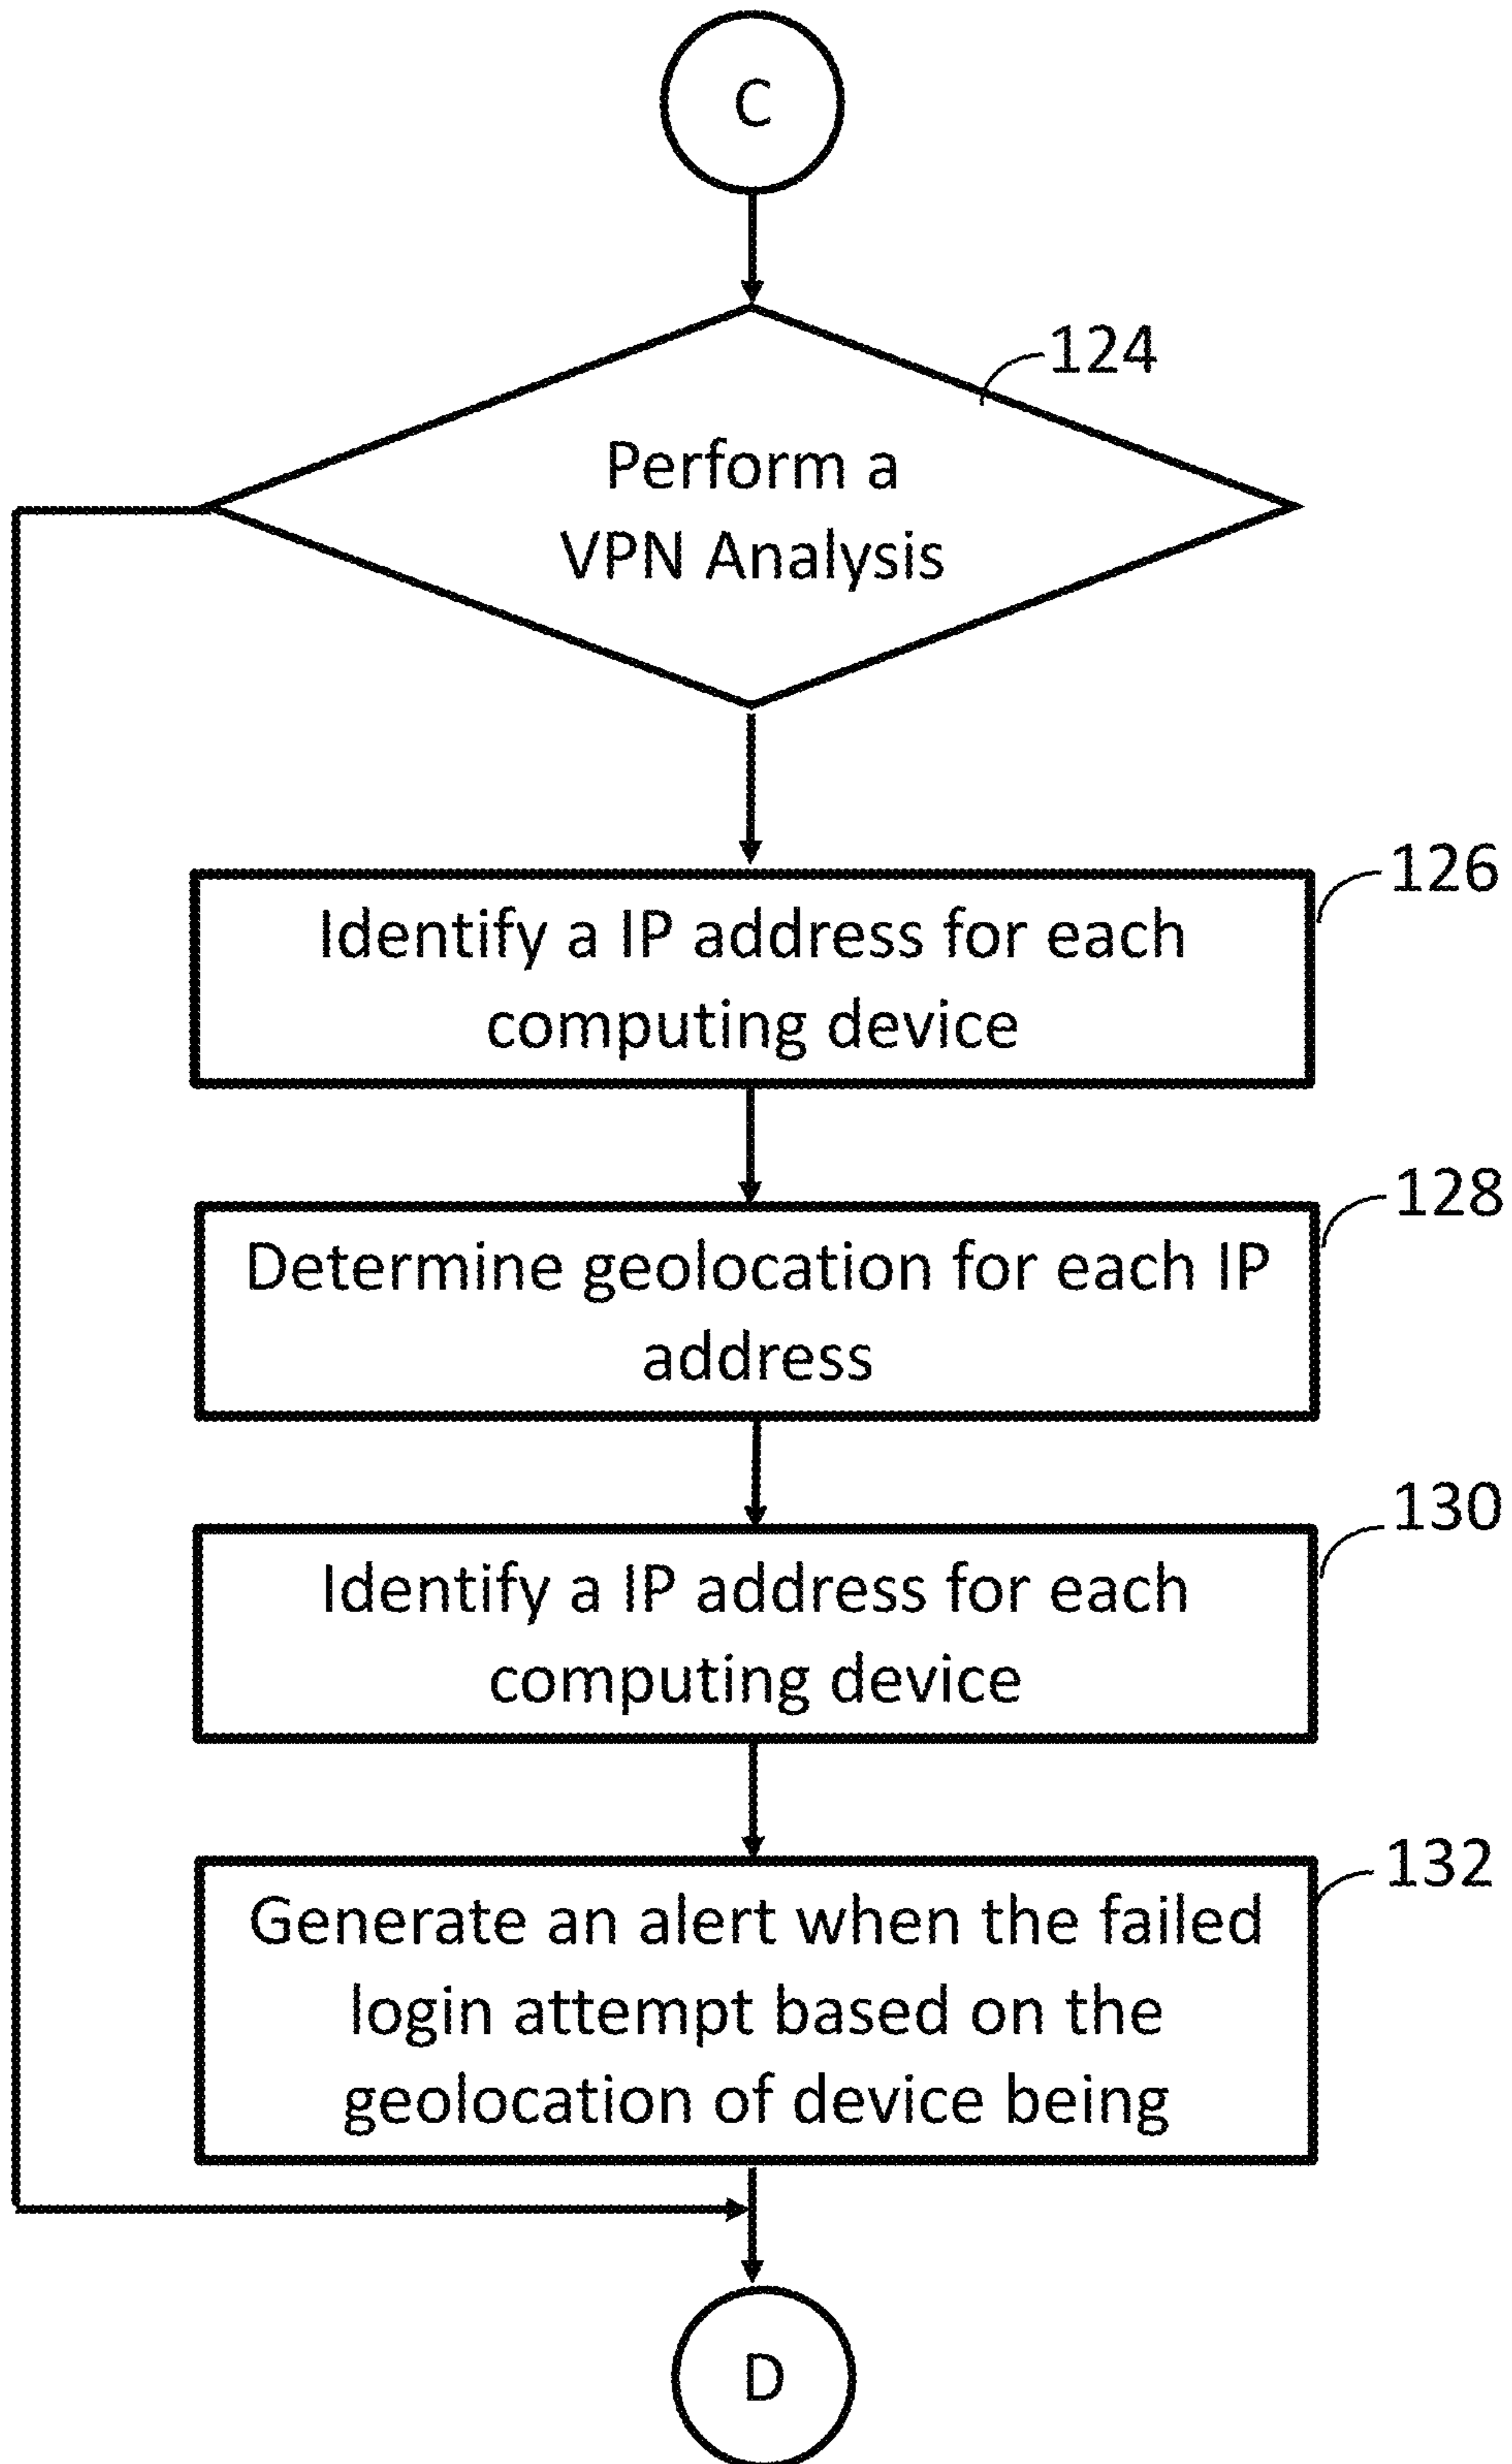 C
124
Perform a
VPN Analysis
126
Identify a IP address for each
computing device
128
Determine geolocation for each IP
address
130
Identify a IP address for each
computing device
132
Generate an alert when the failed
login attempt based on the
geolocation of device being
D